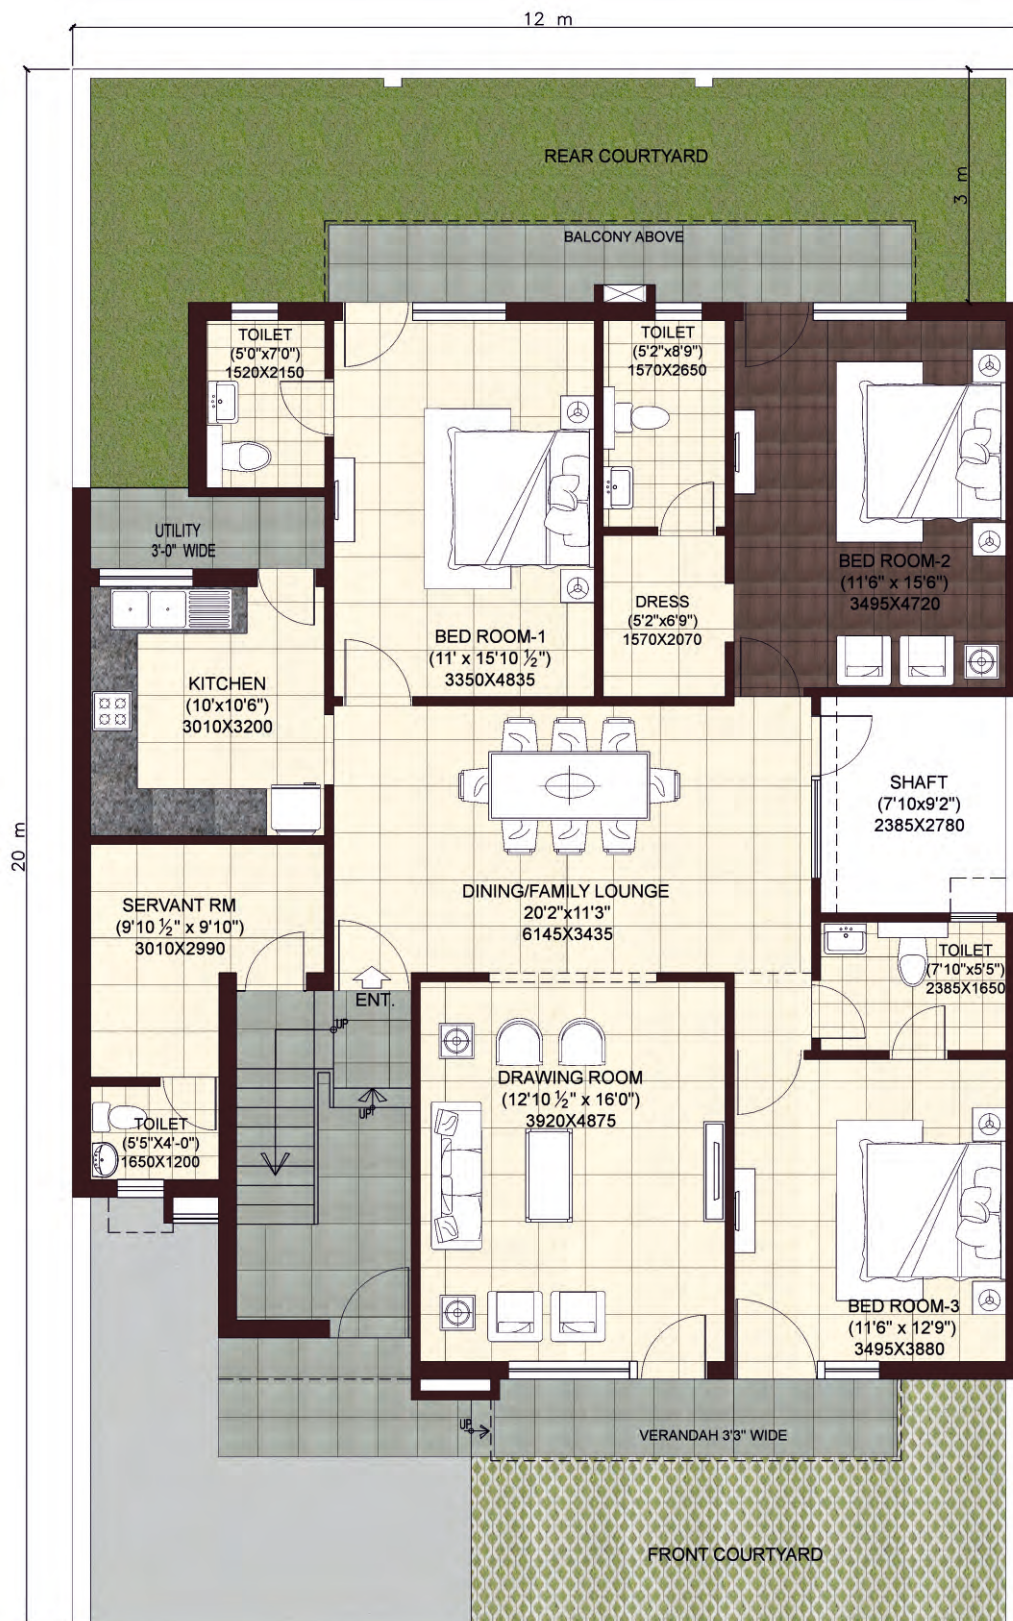 12 m
REAR COURTYARD
3 m
BALCONY ABOVE
TOILET
(5'0"x7'0")
1520X2150
TOILET
(5'2"x8'9")
1570X2650
UTILITY
3'-0" WIDE
BED ROOM-2
(11'6" x 15'6")
3495X4720
DRESS
(5'2"x6'9")
1570X2070
BED ROOM-1
(11' x 15'10 ½")
3350X4835
KITCHEN
(10'x10'6")
3010X3200
SHAFT
(7'10x9'2")
2385X2780
20 m
DINING/FAMILY LOUNGE
20'2"x11'3"
6145X3435
SERVANT RM
(9'10 ½" x 9'10")
3010X2990
TOILET
(7'10"x5'5")
2385X1650
ENT.
UP
UP
DRAWING ROOM
(12'10 ½" x 16'0")
3920X4875
TOILET
(5'5"X4'-0")
1650X1200
BED ROOM-3
(11'6" x 12'9")
3495X3880
UP
VERANDAH 3'3" WIDE
FRONT COURTYARD